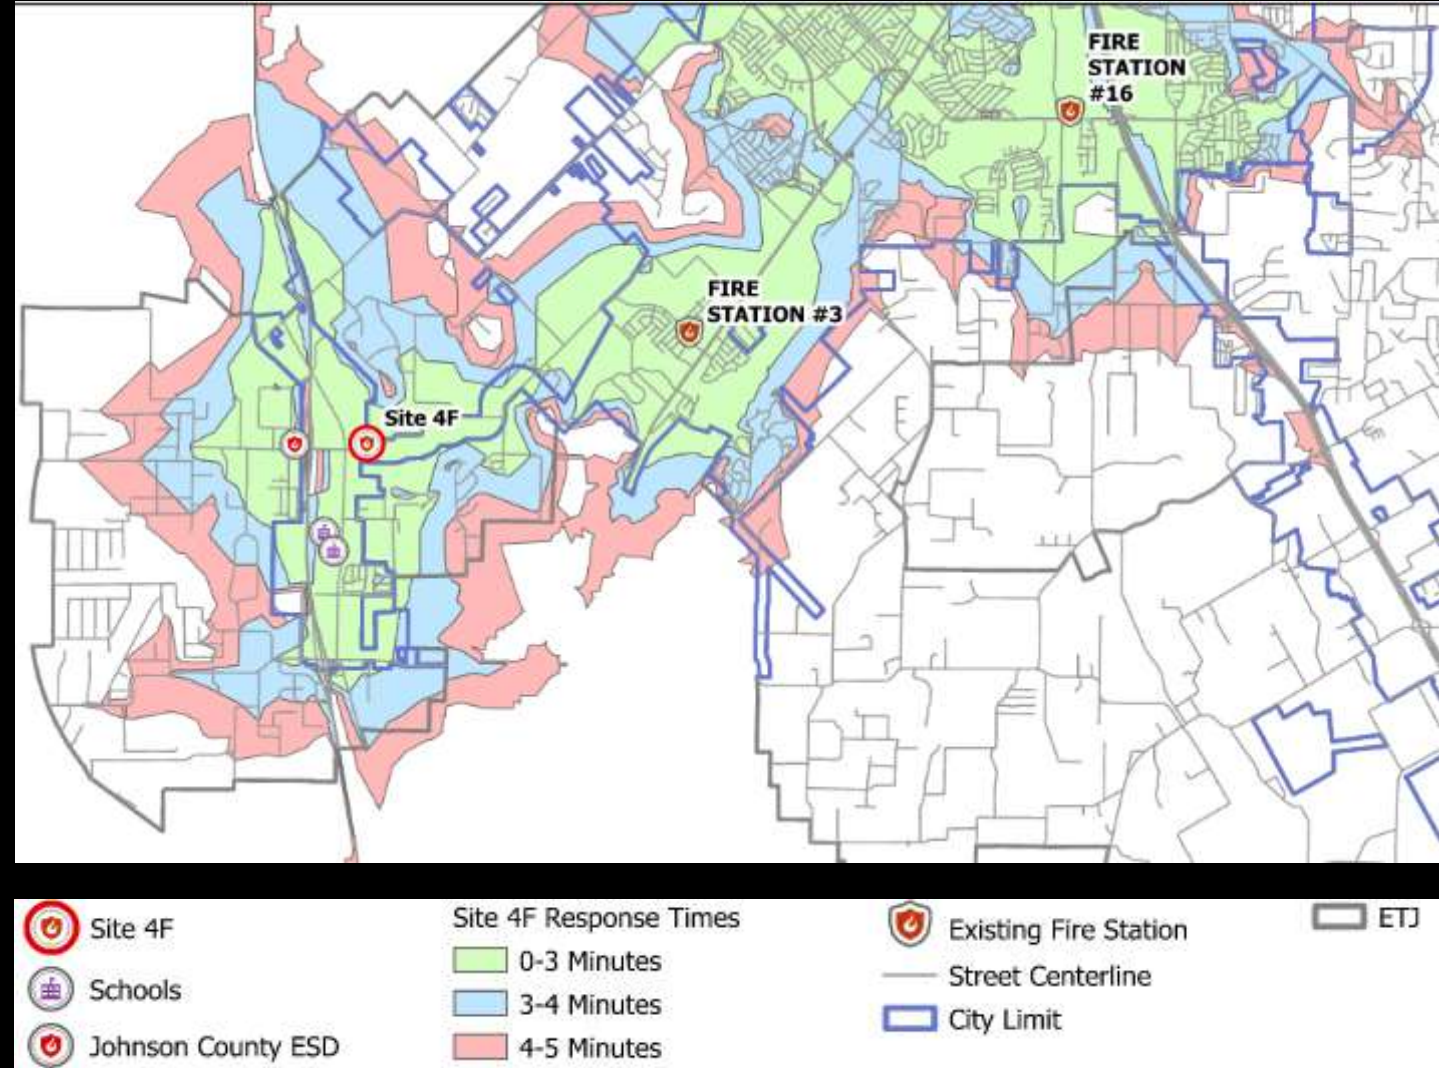 FIRE
STATION
#16
FIRE
STATION #3
Site 4F
Site 4F
Schools
Johnson County ESD
Site 4F Response Times
0-3 Minutes
3-4 Minutes
4-5 Minutes
Existing Fire Station
Street Centerline
City Limit
ETJ